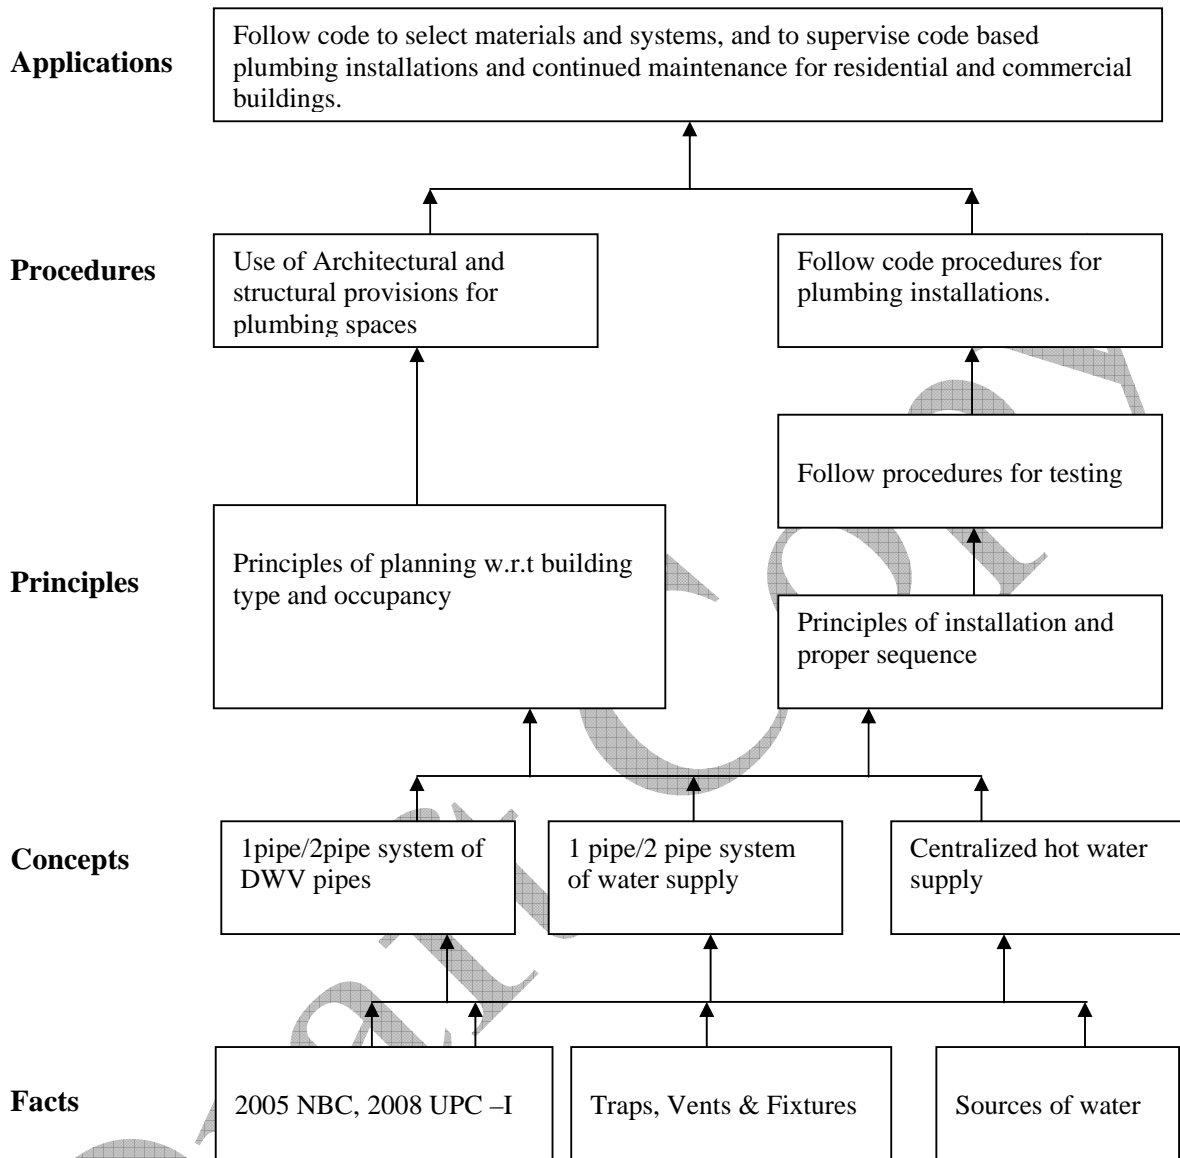 Applications
Follow code to select materials and systems, and to supervise code based
plumbing installations and continued maintenance for residential and commercial
buildings.
Procedures
Use of Architectural and
structural provisions for
plumbing spaces
Follow code procedures for
plumbing installations.
Follow procedures for testing
Principles
Principles of planning w.r.t building
type and occupancy
Principles of installation and
proper sequence
Concepts
1pipe/2pipe system of
DWV pipes
1 pipe/2 pipe system
of water supply
Centralized hot water
supply
Facts
2005 NBC, 2008 UPC –I
Traps, Vents & Fixtures
Sources of water